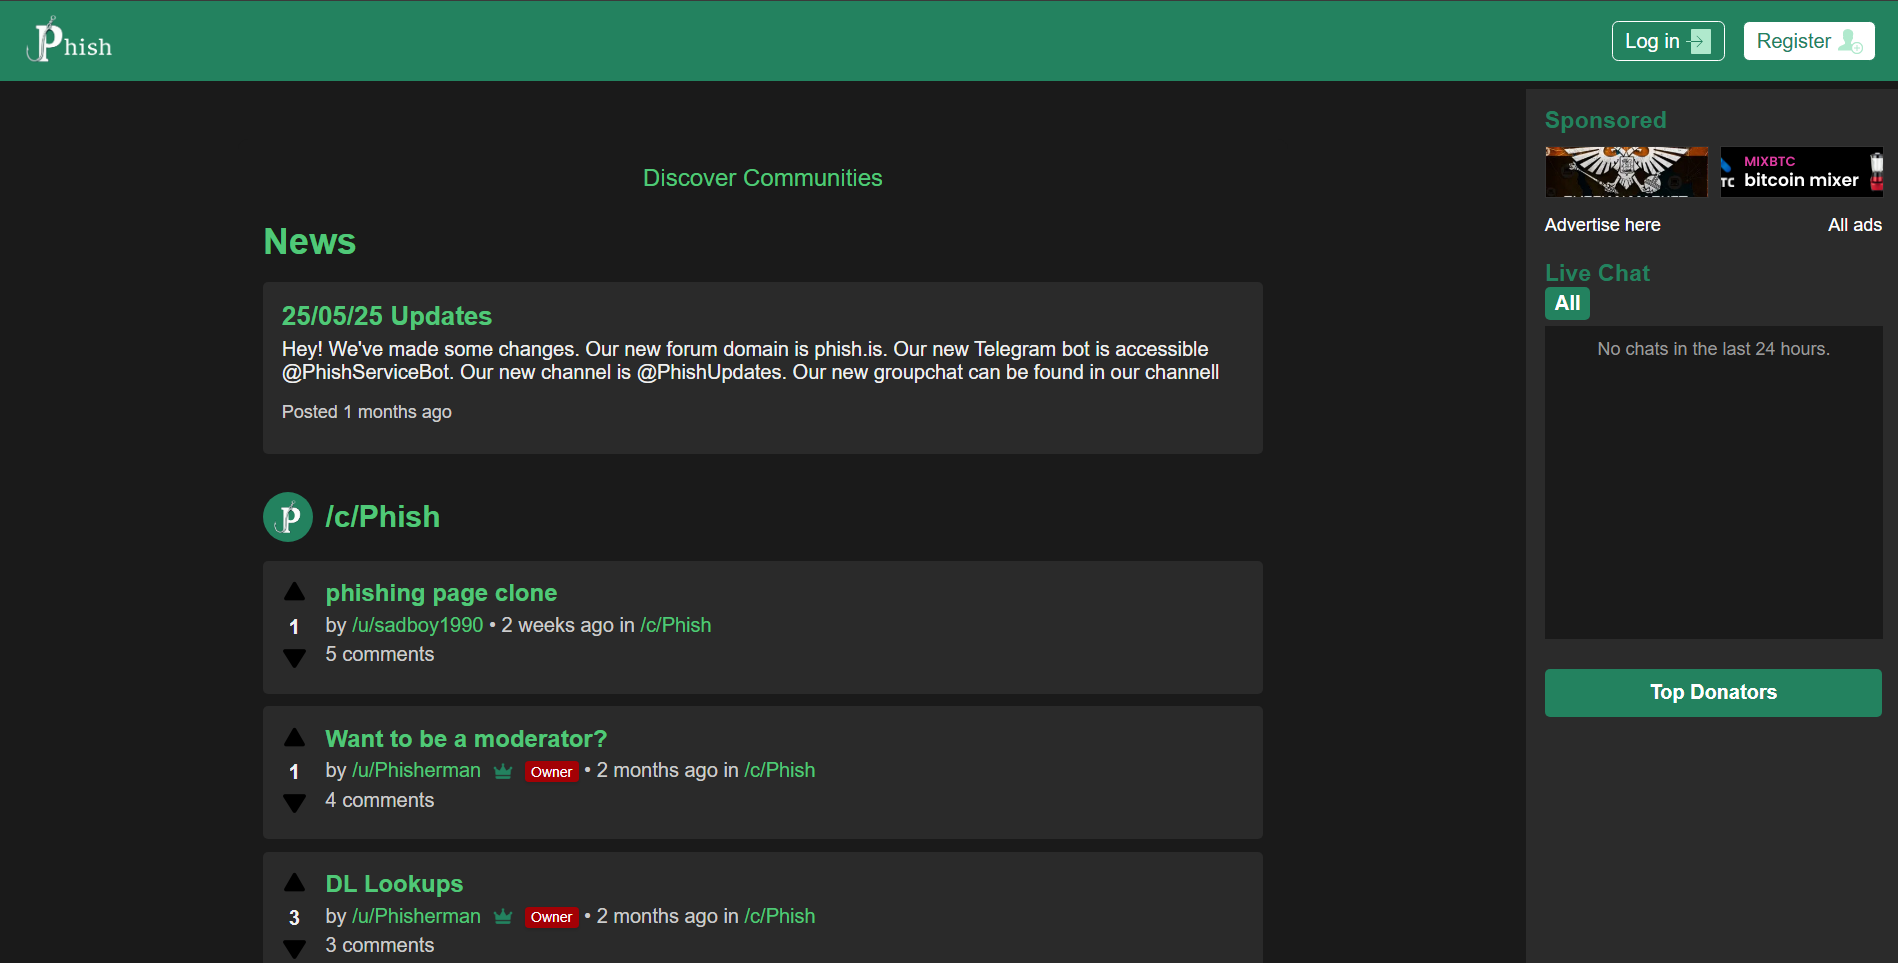 Phish
Log in
Register
Discover Communities
News
25/05/25 Updates
Hey! We've made some changes. Our new forum domain is phish.is. Our new Telegram bot is accessible
@PhishServiceBot. Our new channel is @PhishUpdates. Our new groupchat can be found in our channell
Posted 1 months ago
/c/Phish
phishing page clone
1
by /u/sadboy1990 • 2 weeks ago in /c/Phish
5 comments
Want to be a moderator?
1
by /u/Phisherman Owner • 2 months ago in /c/Phish
4 comments
DL Lookups
3
by /u/Phisherman Owner • 2 months ago in /c/Phish
3 comments
Sponsored
MIXBTC
TC bitcoin mixer
Advertise here All ads
Live Chat
All
No chats in the last 24 hours.
Top Donators